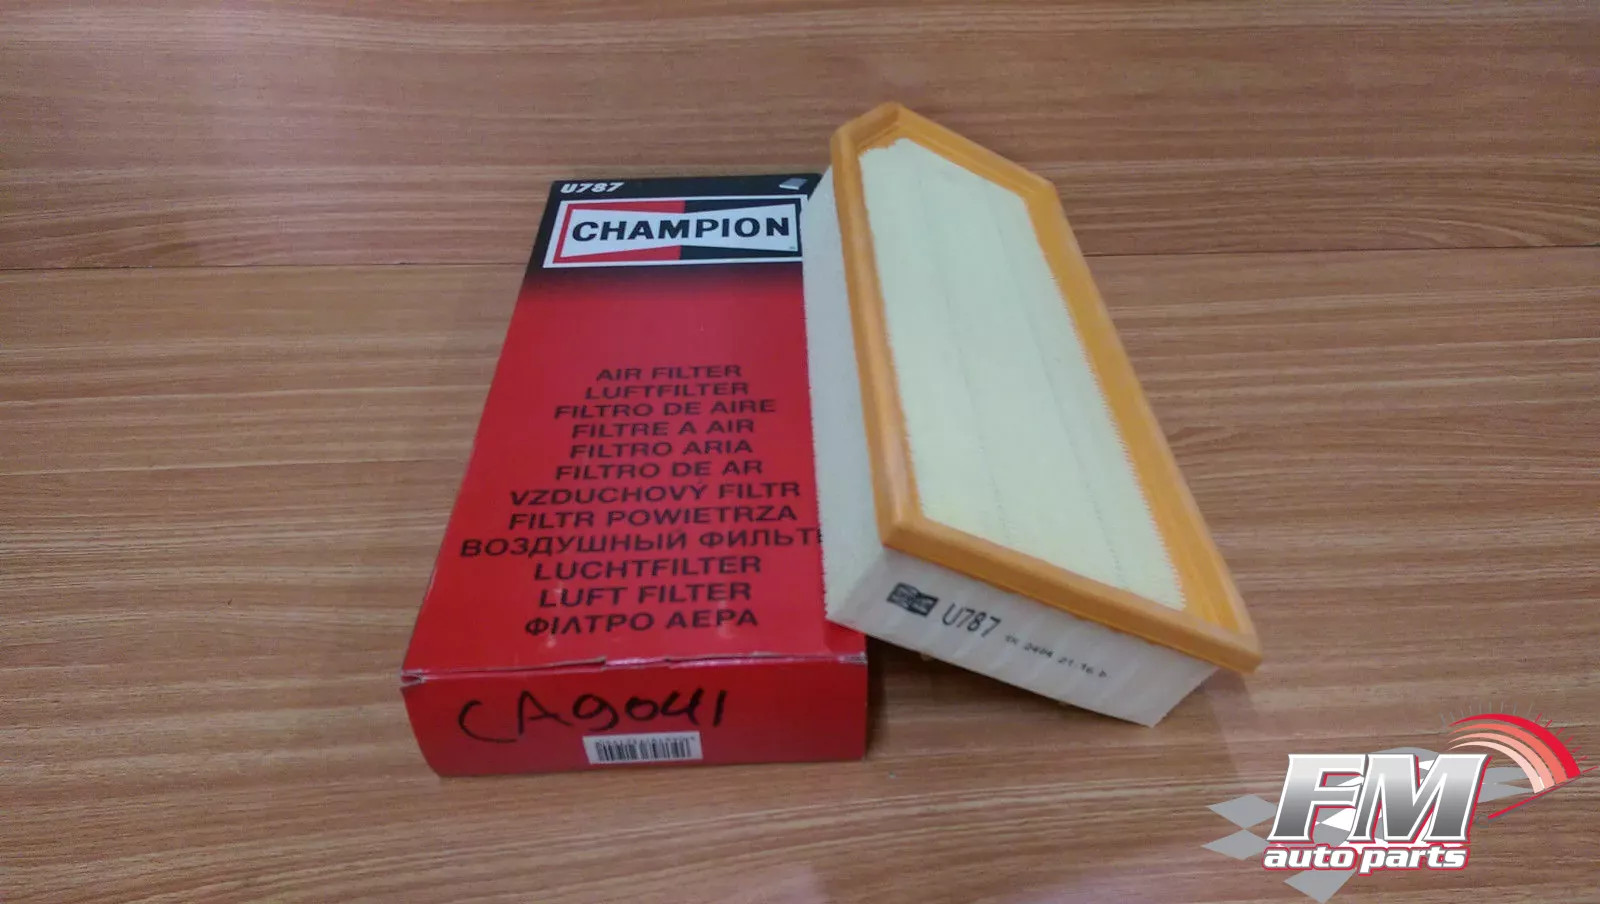 U787
CHAMPION
AIR FILTER
LUFTFILTER
FILTRO DE AIRE
FILTRE A AIR
FILTRO ARIA
FILTRO DE AR
VZDUCHOVÝ FILTR
FILTR POWIETRZA
ВОЗДУШНЫЙ ФИЛЬТ
LUCHTFILTER
LUFT FILTER
ΦΙΛΤΡΟ ΑΕΡΑ
CA9041
U787
FM
auto parts